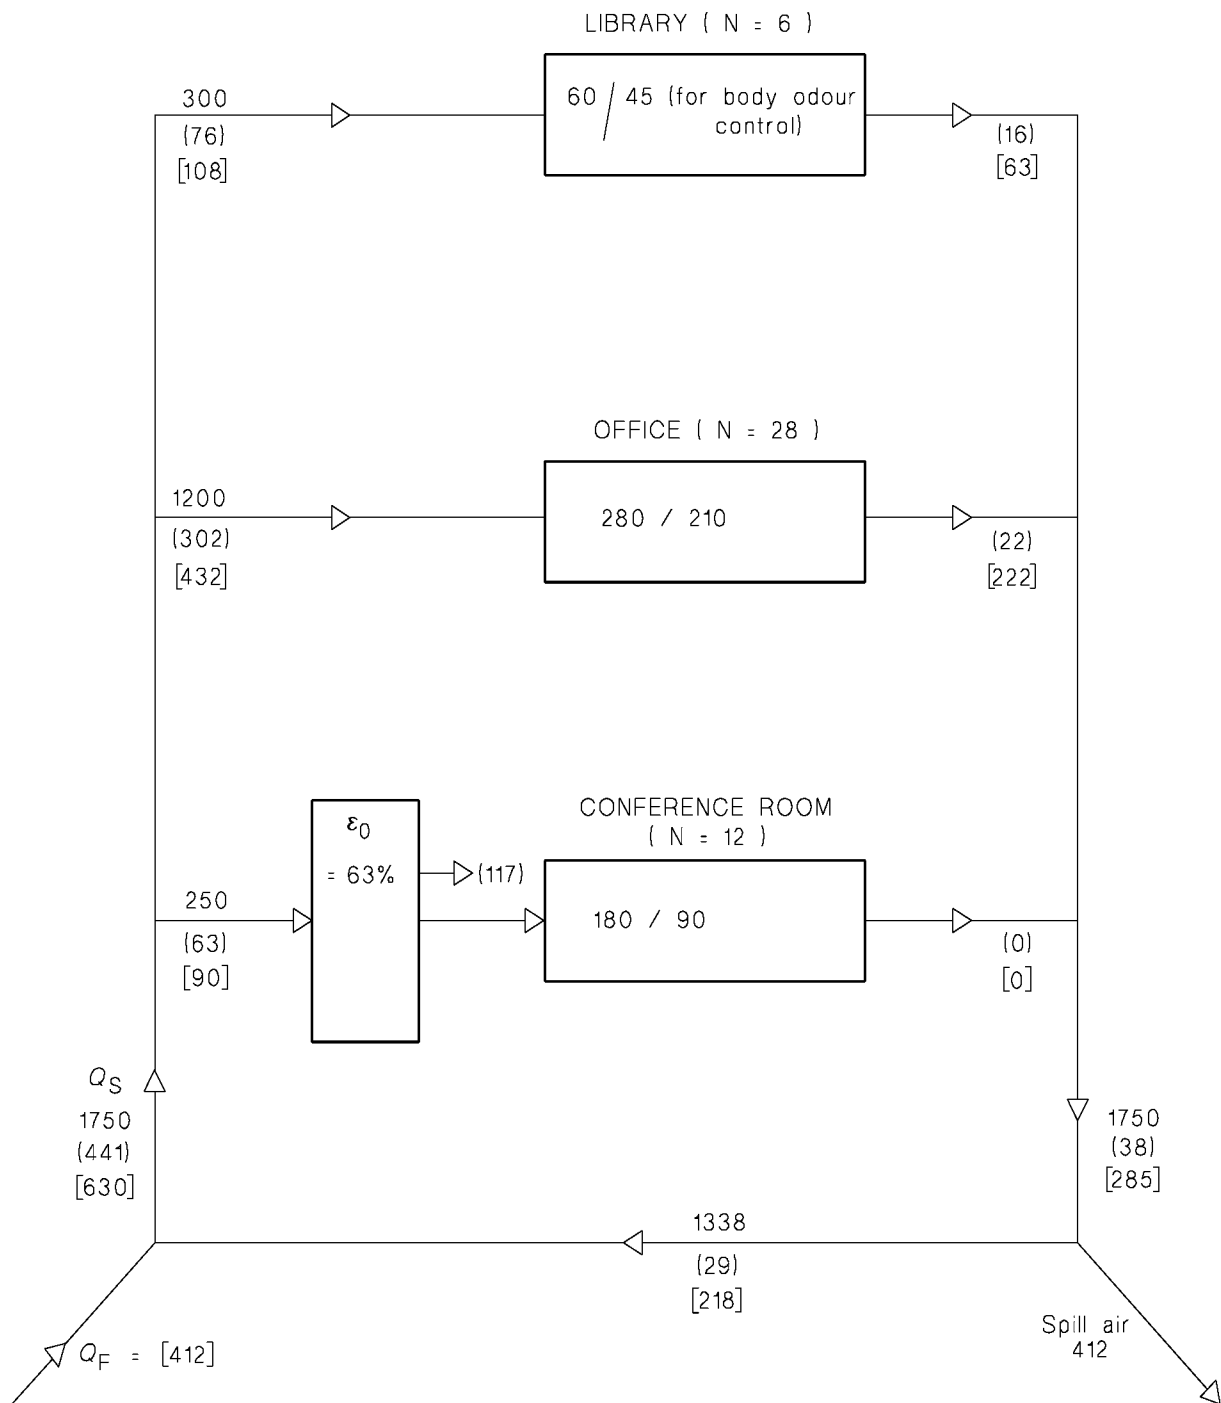 LIBRARY ( N = 6 )
60 / 45 (for body odour
control)
300
(76)
[108]
(16)
[63]
OFFICE ( N = 28 )
280 / 210
1200
(302)
[432]
(22)
[222]
CONFERENCE ROOM
( N = 12 )
ε0
= 63%
(117)
180 / 90
250
(63)
[90]
(0)
[0]
QS
1750
(441)
[630]
1750
(38)
[285]
1338
(29)
[218]
QF = [412]
Spill air
412